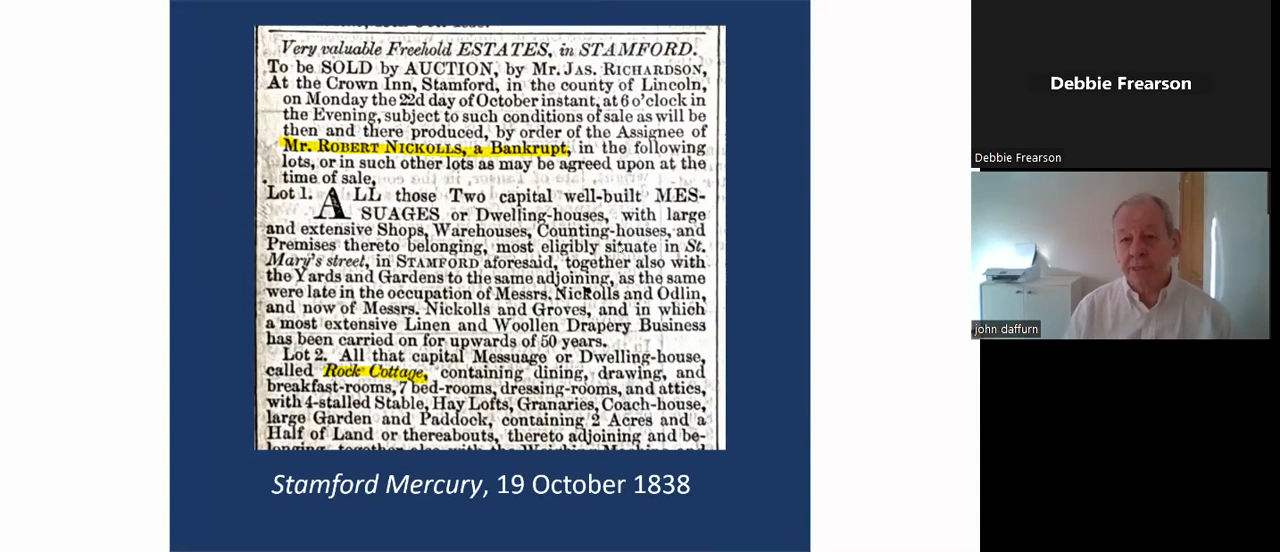 Very valuable Freehold ESTATES, in STAMFORD.
To be SOLD by AUCTION, by Mr. JAS. RICHARDSON,
At the Crown Inn, Stamford, in the county of Lincoln,
on Monday the 22d day of October instant, at 6 o'clock in
the Evening, subject to such conditions of sale as will be
then and there produced, by order of the Assignee of
Mr. ROBERT NICKOLLS, a Bankrupt, in the following
lots, or in such other lots as may be agreed upon at the
time of sale,
Lot 1. ALL those Two capital well-built MES-
SUAGES or Dwelling-houses, with large
and extensive Shops, Warehouses, Counting-houses, and
Premises thereto belonging, most eligibly situate in St.
Mary's street, in STAMFORD aforesaid, together also with
the Yards and Gardens to the same adjoining, as the same
were late in the occupation of Messrs. Nickolls and Odlin,
and now of Messrs. Nickolls and Groves, and in which
a most extensive Linen and Woollen Drapery Business
has been carried on for upwards of 50 years.
Lot 2. All that capital Messuage or Dwelling-house,
called Rock Cottage, containing dining, drawing, and
breakfast-rooms, 7 bed-rooms, dressing-rooms, and attics,
with 4-stalled Stable, Hay Lofts, Granaries, Coach-house,
large Garden and Paddock, containing 2 Acres and a
Half of Land or thereabouts, thereto adjoining and be-
Stamford Mercury, 19 October 1838
Debbie Frearson
Debbie Frearson
john daffurn